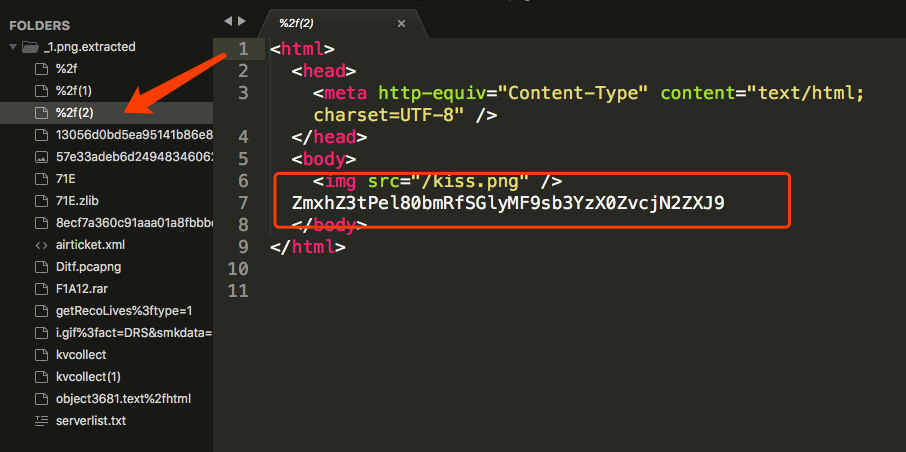 FOLDERS
_1.png.extracted
%2f
%2f(1)
%2f(2)
13056d0bd5ea95141b86e8
57e33adeb6d24948346062
71E
71E.zlib
8ecf7a360c91aaa01a8fbbb
airticket.xml
Ditf.pcapng
F1A12.rar
getRecoLives%3ftype=1
i.gif%3fact=DRS&smkdata=
kvcollect
kvcollect(1)
object3681.text%2fhtml
serverlist.txt
%2f(2) ×
1 <html>
2 <head>
3 <meta http-equiv="Content-Type" content="text/html;
charset=UTF-8" />
4 </head>
5 <body>
6 <img src="/kiss.png" />
7 ZmxhZ3tPel80bmRfSGlyMF9sb3YzX0ZvcjN2ZXJ9
8 </body>
9 </html>
10
11